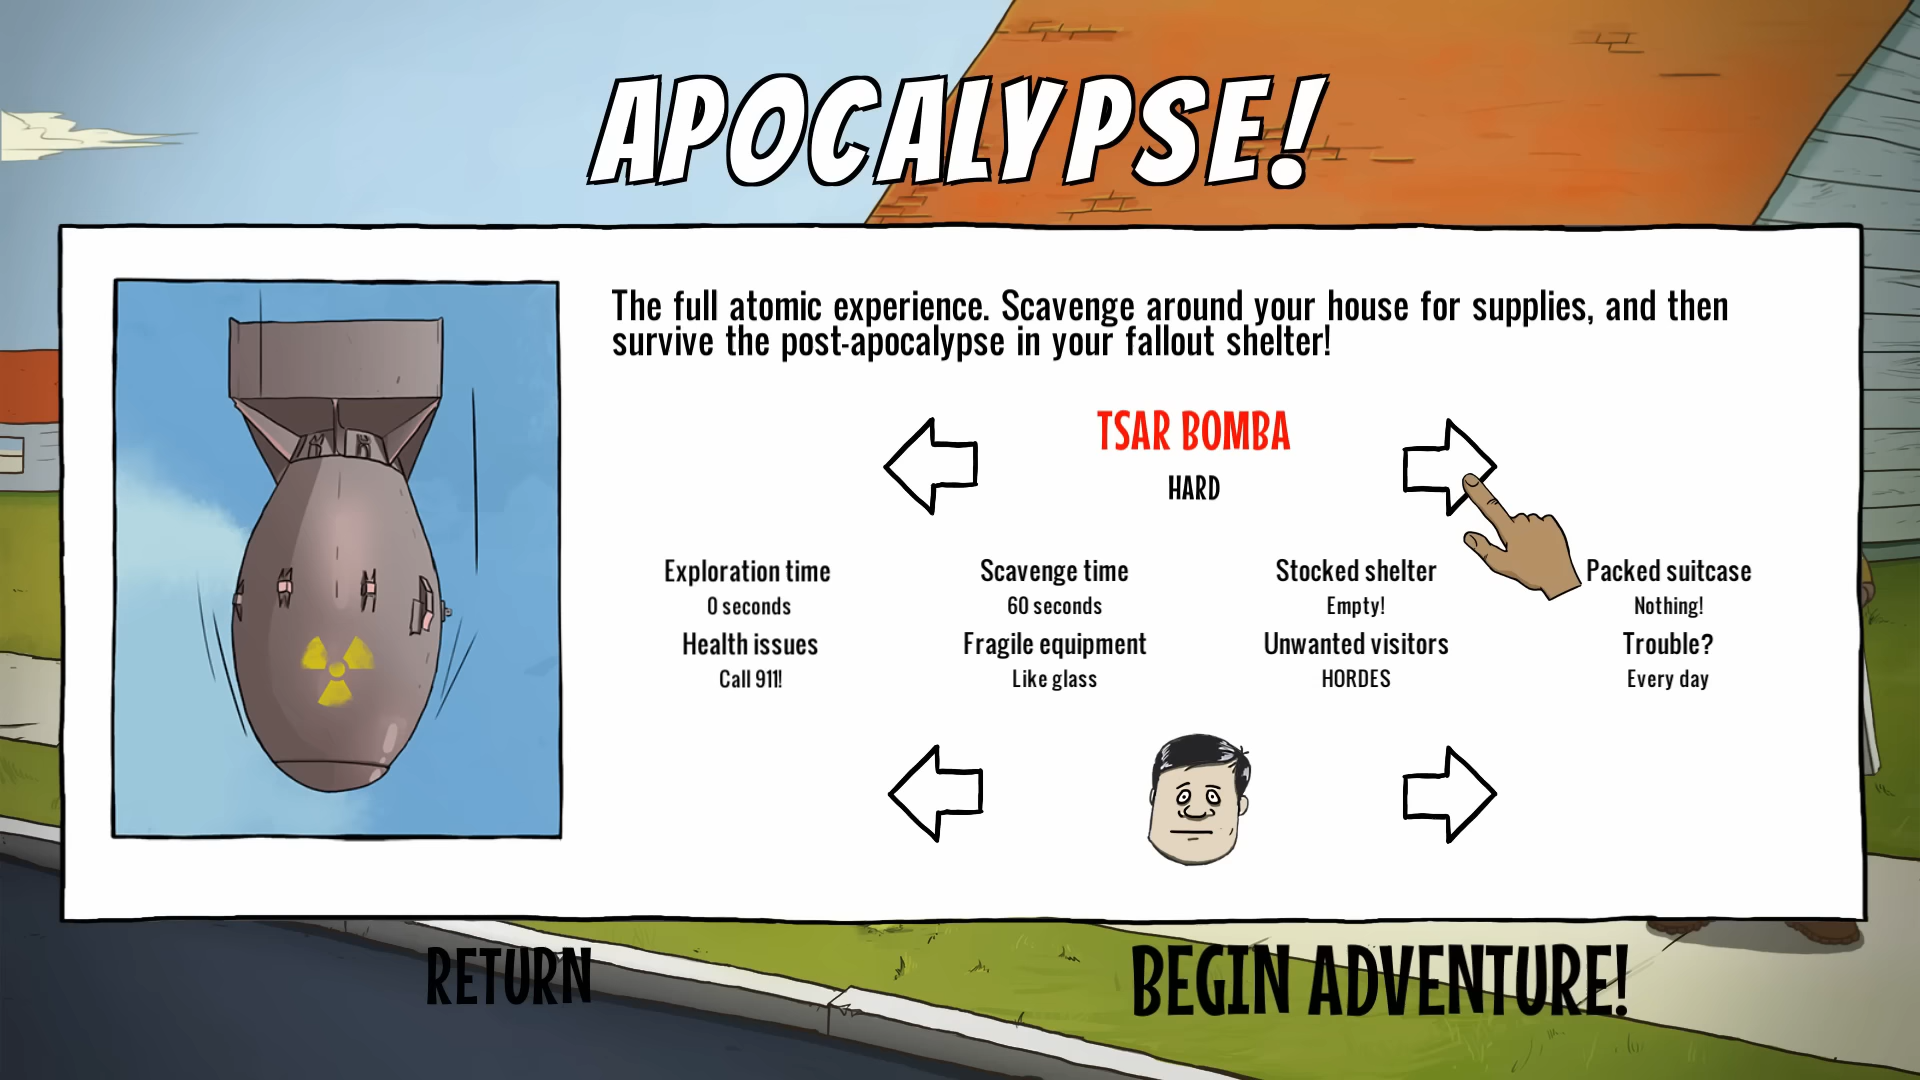 APOCALYPSE!
The full atomic experience. Scavenge around your house for supplies, and then
survive the post-apocalypse in your fallout shelter!
TSAR BOMBA
HARD
Exploration time
0 seconds
Scavenge time
60 seconds
Stocked shelter
Empty!
Packed suitcase
Nothing!
Health issues
Call 911!
Fragile equipment
Like glass
Unwanted visitors
HORDES
Trouble?
Every day
RETURN
BEGIN ADVENTURE!